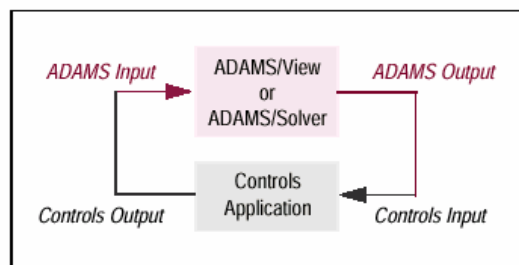 ADAMS Input
ADAMS/View
or
ADAMS/Solver
ADAMS Output
Controls Output
Controls
Application
Controls Input